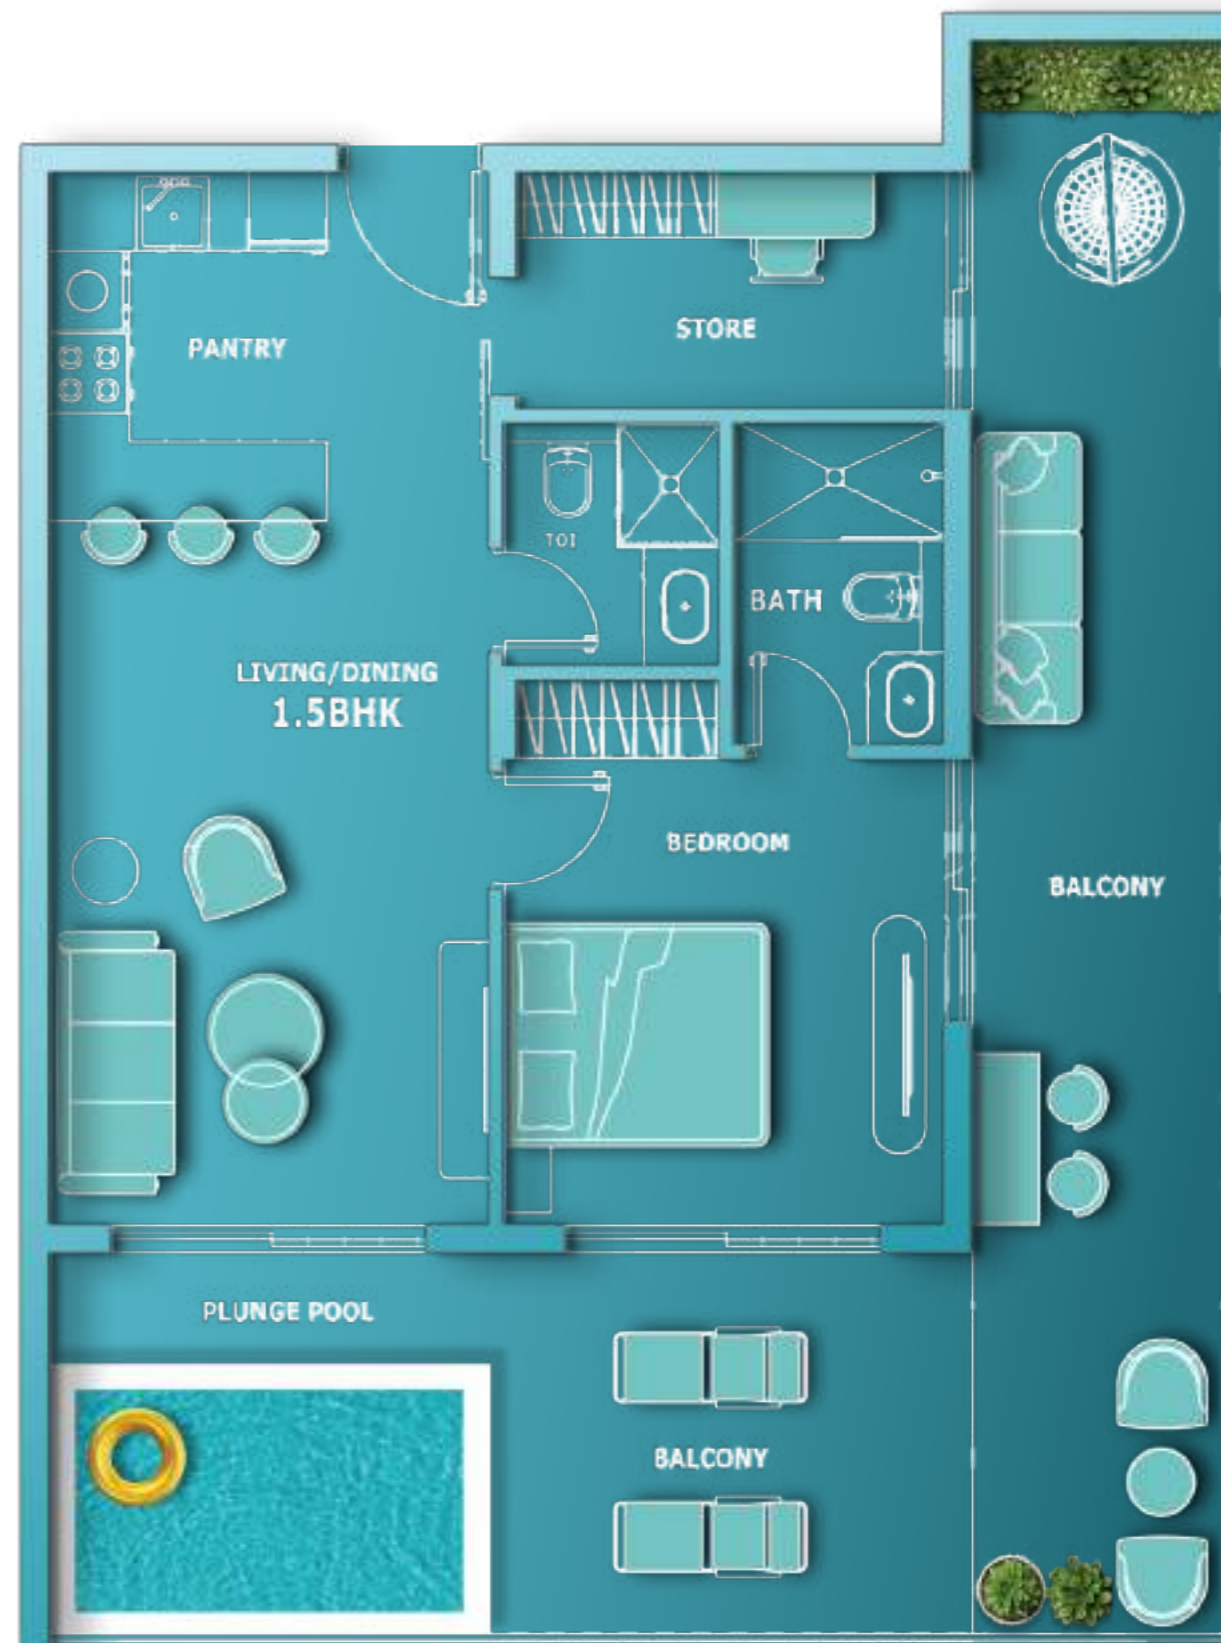 PANTRY
STORE
TOI
BATH
LIVING/DINING
1.5BHK
BEDROOM
BALCONY
PLUNGE POOL
BALCONY